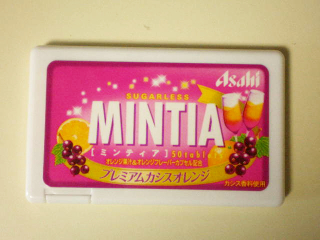 Asahi
SUGARLESS
MINTIA
[ミンティア] 50tablets
オレンジ果汁&オレンジフレーバーカプセル配合
プレミアムカシスオレンジ
カシス香料使用